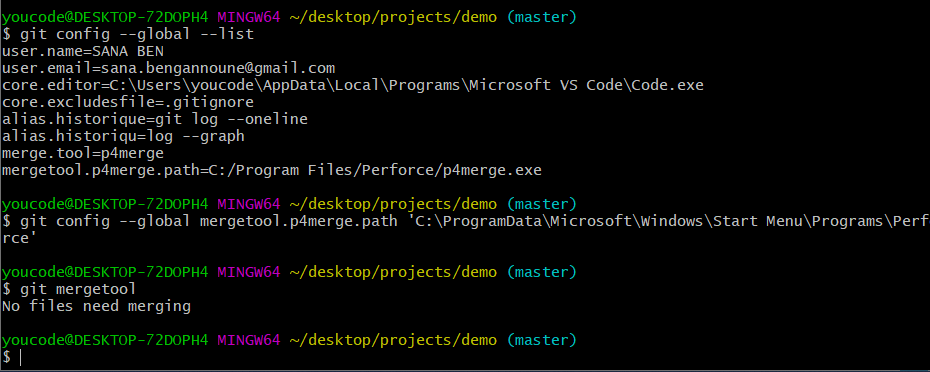 youcode@DESKTOP-72DOPH4 MINGW64 ~/desktop/projects/demo (master)
$ git config --global --list
user.name=SANA BEN
user.email=sana.bengannoune@gmail.com
core.editor=C:\Users\youcode\AppData\Local\Programs\Microsoft VS Code\Code.exe
core.excludesfile=.gitignore
alias.historique=git log --oneline
alias.historiqu=log --graph
merge.tool=p4merge
mergetool.p4merge.path=C:/Program Files/Perforce/p4merge.exe
youcode@DESKTOP-72DOPH4 MINGW64 ~/desktop/projects/demo (master)
$ git config --global mergetool.p4merge.path 'C:\ProgramData\Microsoft\Windows\Start Menu\Programs\Perfo
rce'
youcode@DESKTOP-72DOPH4 MINGW64 ~/desktop/projects/demo (master)
$ git mergetool
No files need merging
youcode@DESKTOP-72DOPH4 MINGW64 ~/desktop/projects/demo (master)
$